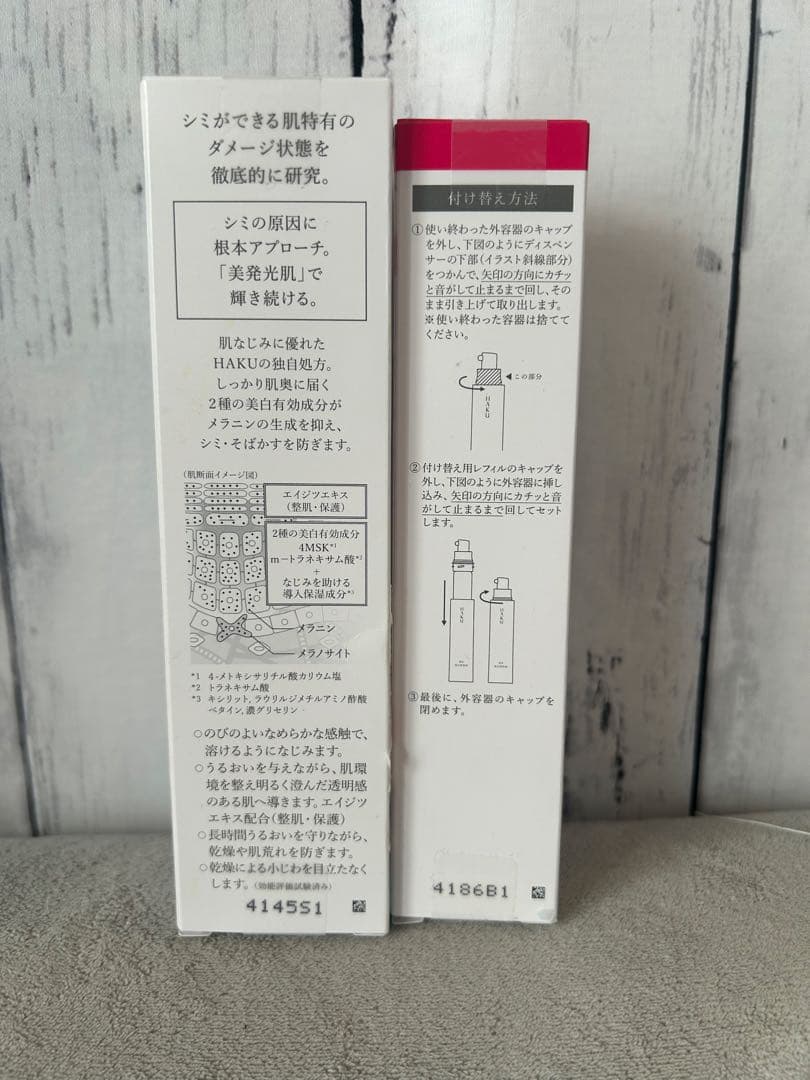 シミができる肌特有の
ダメージ状態を
徹底的に研究。
シミの原因に
根本アプローチ。
「美発光肌」で
輝き続ける。
肌なじみに優れた
HAKUの独自処方。
しっかり肌奥に届く
2種の美白有効成分が
メラニンの生成を抑え、
シミ・そばかすを防ぎます。
(肌断面イメージ図)
エイジツエキス
(整肌・保護)
2種の美白有効成分
4MSK*1
m-トラネキサム酸*2
+
なじみを助ける
導入保湿成分*3
メラニン
メラノサイト
*1 4-メトキシサリチル酸カリウム塩
*2 トラネキサム酸
*3 キシリット,ラウリルジメチルアミノ酢酸
ベタイン,濃グリセリン
○のびのよいなめらかな感触で、
溶けるようになじみます。
○うるおいを与えながら、肌環
境を整え明るく澄んだ透明感
のある肌へ導きます。エイジツ
エキス配合(整肌・保護)
○長時間うるおいを守りながら、
乾燥や肌荒れを防ぎます。
○乾燥による小じわを目立たなく
します。(効能評価試験済み)
4145S1
付け替え方法
①使い終わった外容器のキャップ
を外し、下図のようにディスペン
サーの下部(イラスト斜線部分)
をつかんで、矢印の方向にカチッ
と音がして止まるまで回し、その
まま引き上げて取り出します。
※使い終わった容器は捨てて
ください。
◀この部分
HAKU
②付け替え用レフィルのキャップを
外し、下図のように外容器に挿し
込み、矢印の方向にカチッと音
がして止まるまで回してセット
します。
HAKU
HAKU
③最後に、外容器のキャップを
閉めます。
4186B1